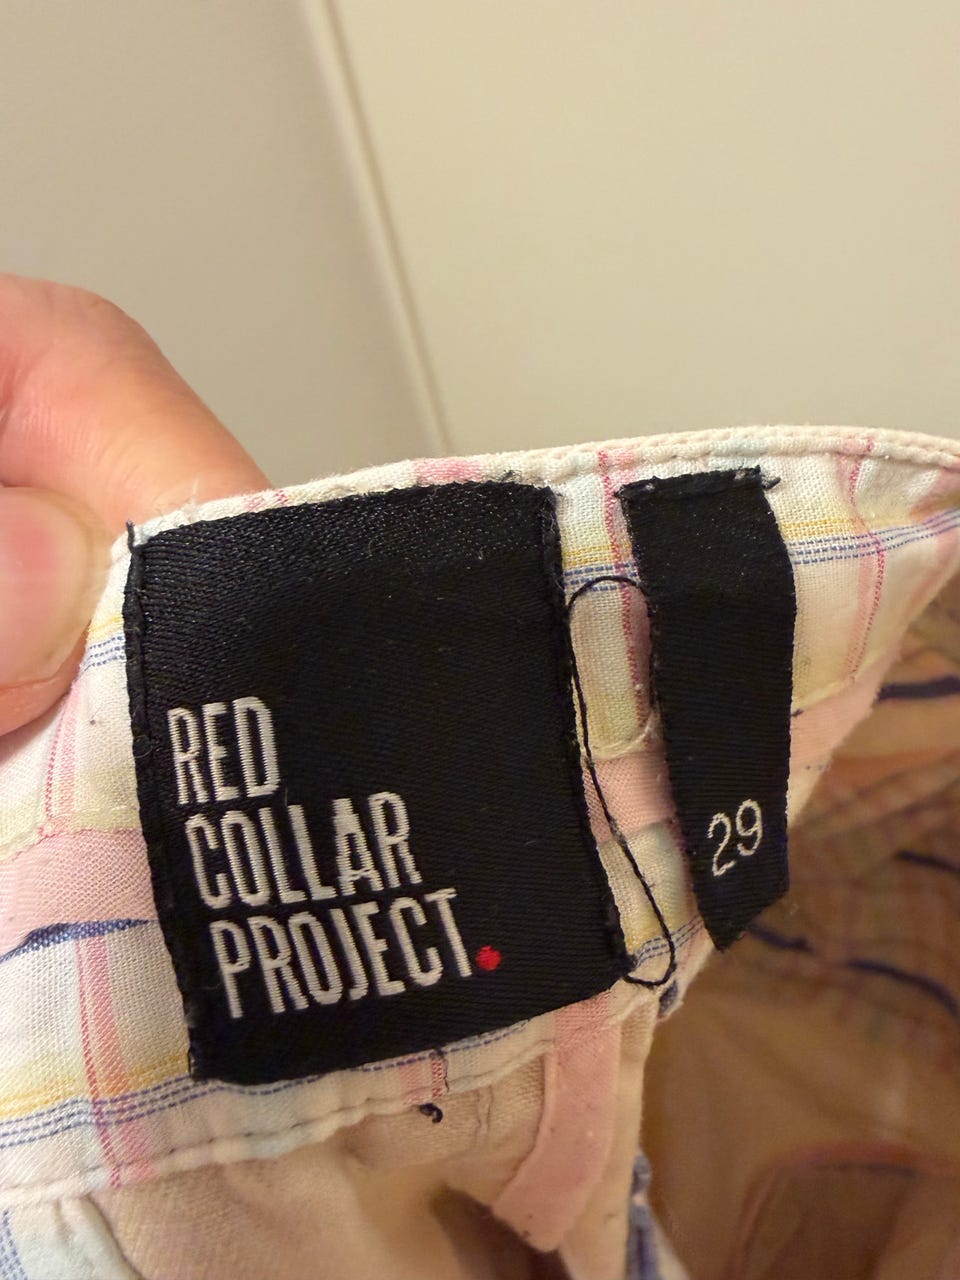 RED
COLLAR
PROJECT.
29